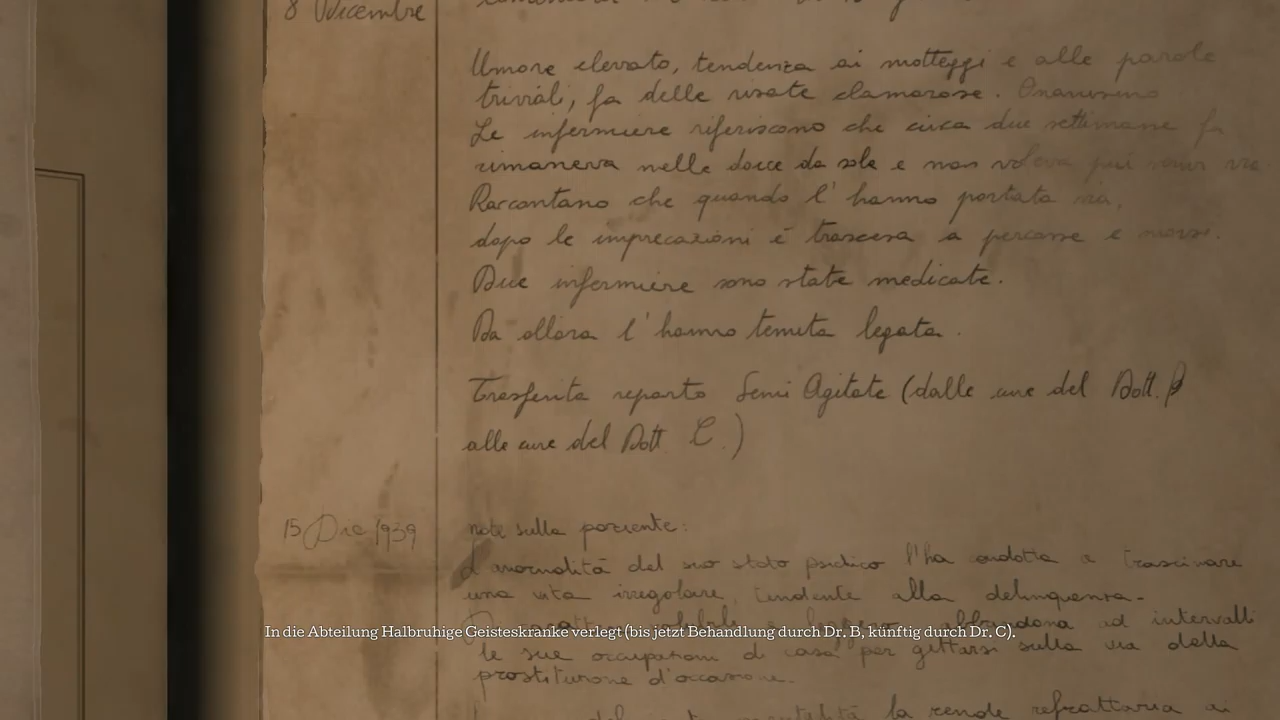 8 Dicembre
Umore elevato, tendenza ai motteggi e alle parole
triviali, fa delle risate clamorose. Onanismo
Le infermiere riferiscono che circa due settimane fa
rimaneva nelle docce da sola e non voleva più venir via
Raccontano che quando l'hanno portata via,
dopo le imprecazioni è trascesa a percosse e morsi.
Due infermiere sono state medicate.
Da allora l'hanno tenuta legata.
Trasferita reparto Semi Agitate (dalle cure del Dott. B
alle cure del Dott C.)
15 Dic 1939
note sulla paziente:
L'anormalità del suo stato psichico l'ha condotta a trascinare
una vita irregolare, tendente alla delinquenza.
abbandona ad intervalli
In die Abteilung Halbruhige Geisteskranke verlegt (bis jetzt Behandlung durch Dr. B, künftig durch Dr. C).
le sue occupazioni di casa per gettarsi sulla via della
prostituzione d'occasione.
la rende refrattaria ai